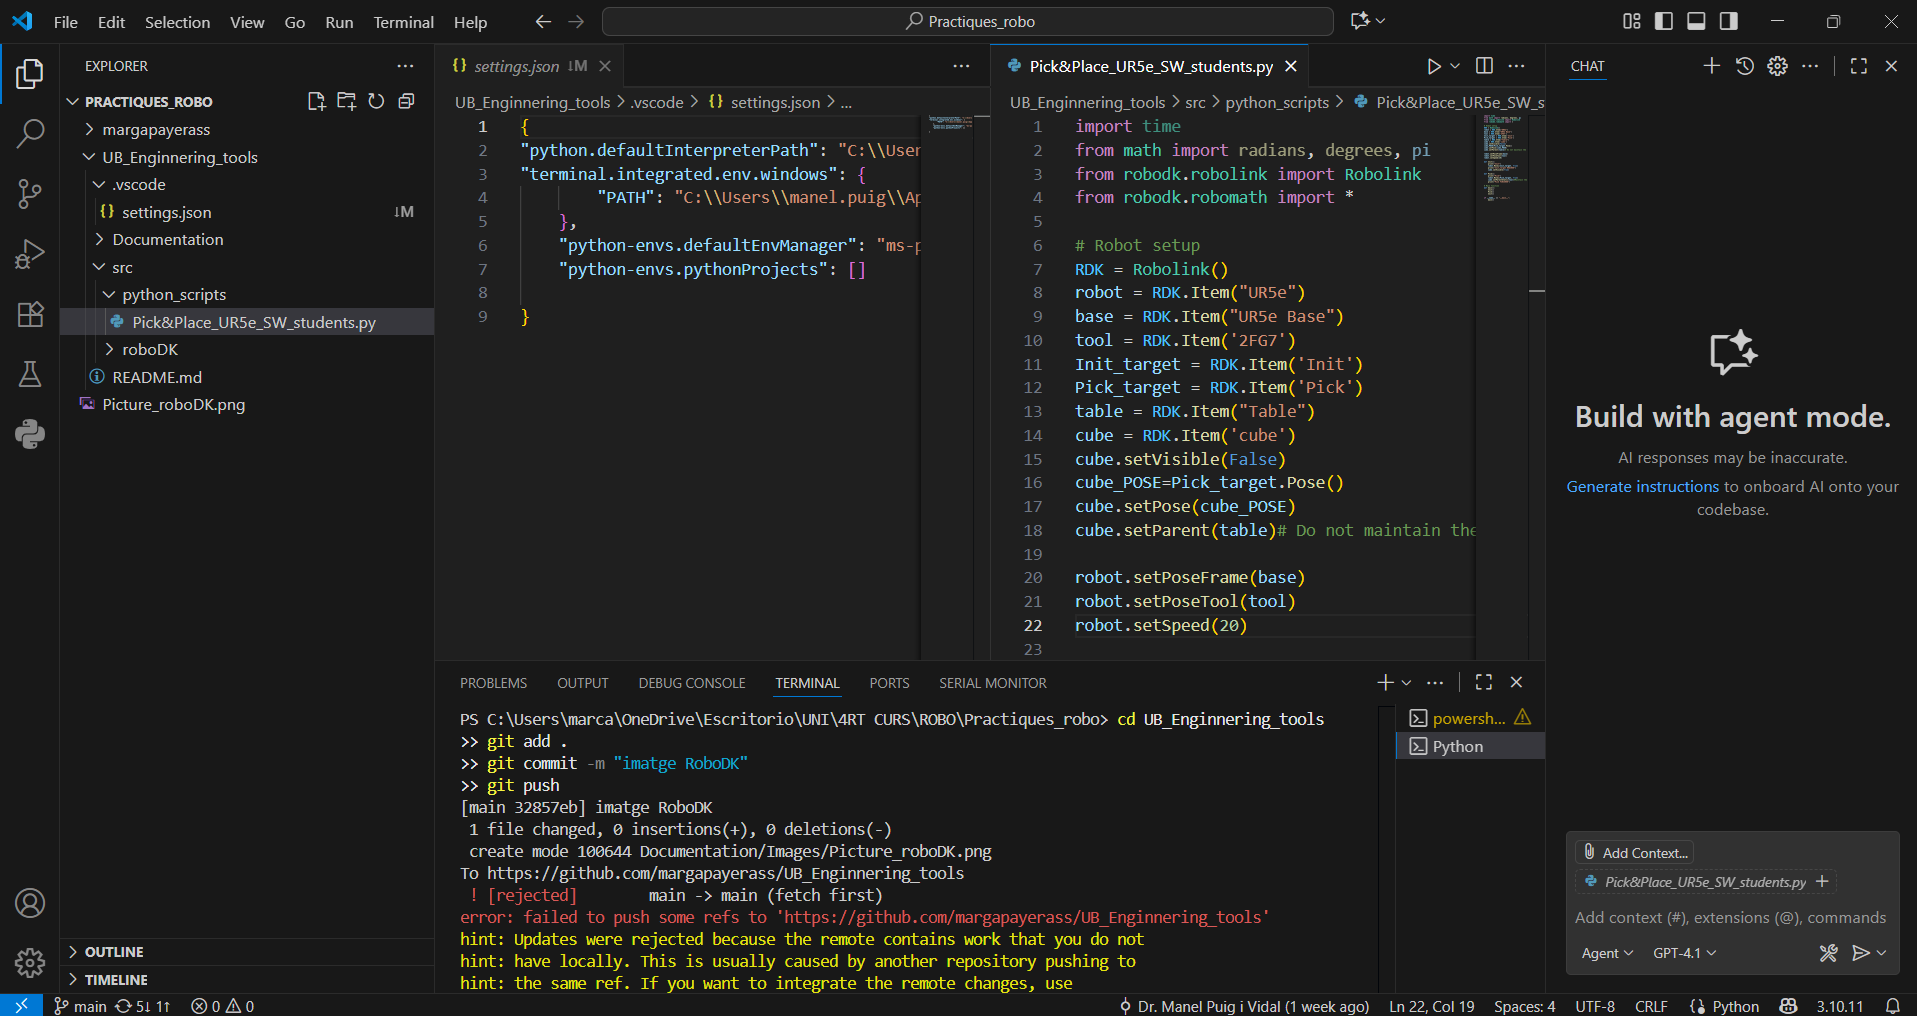 File Edit Selection View Go Run Terminal Help
Practiques_robo
EXPLORER
PRACTIQUES_ROBO
margapayerass
UB_Enginnering_tools
.vscode
{} settings.json ↓M
Documentation
src
python_scripts
Pick&Place_UR5e_SW_students.py
roboDK
README.md
Picture_roboDK.png
OUTLINE
TIMELINE
{} settings.json ↓M
UB_Enginnering_tools > .vscode > {} settings.json > ...
1 {
2 "python.defaultInterpreterPath": "C:\\User
3 "terminal.integrated.env.windows": {
4 "PATH": "C:\\Users\\manel.puig\\Ap
5 },
6 "python-envs.defaultEnvManager": "ms-p
7 "python-envs.pythonProjects": []
8
9 }
Pick&Place_UR5e_SW_students.py
UB_Enginnering_tools > src > python_scripts > Pick&Place_UR5e_SW_s
1 import time
2 from math import radians, degrees, pi
3 from robodk.robolink import Robolink
4 from robodk.robomath import *
5
6 # Robot setup
7 RDK = Robolink()
8 robot = RDK.Item("UR5e")
9 base = RDK.Item("UR5e Base")
10 tool = RDK.Item('2FG7')
11 Init_target = RDK.Item('Init')
12 Pick_target = RDK.Item('Pick')
13 table = RDK.Item("Table")
14 cube = RDK.Item('cube')
15 cube.setVisible(False)
16 cube_POSE=Pick_target.Pose()
17 cube.setPose(cube_POSE)
18 cube.setParent(table)# Do not maintain the
19
20 robot.setPoseFrame(base)
21 robot.setPoseTool(tool)
22 robot.setSpeed(20)
23
PROBLEMS OUTPUT DEBUG CONSOLE TERMINAL PORTS SERIAL MONITOR
PS C:\Users\marca\OneDrive\Escritorio\UNI\4RT CURS\ROBO\Practiques_robo> cd UB_Enginnering_tools
>> git add .
>> git commit -m "imatge RoboDK"
>> git push
[main 32857eb] imatge RoboDK
1 file changed, 0 insertions(+), 0 deletions(-)
create mode 100644 Documentation/Images/Picture_roboDK.png
To https://github.com/margapayerass/UB_Enginnering_tools
! [rejected] main -> main (fetch first)
error: failed to push some refs to 'https://github.com/margapayerass/UB_Enginnering_tools'
hint: Updates were rejected because the remote contains work that you do not
hint: have locally. This is usually caused by another repository pushing to
hint: the same ref. If you want to integrate the remote changes, use
powersh...
Python
CHAT
Build with agent mode.
AI responses may be inaccurate.
Generate instructions to onboard AI onto your
codebase.
Add Context...
Pick&Place_UR5e_SW_students.py +
Add context (#), extensions (@), commands
Agent GPT-4.1
main 5↓ 1↑ 0 0
Dr. Manel Puig i Vidal (1 week ago) Ln 22, Col 19 Spaces: 4 UTF-8 CRLF {} Python 3.10.11